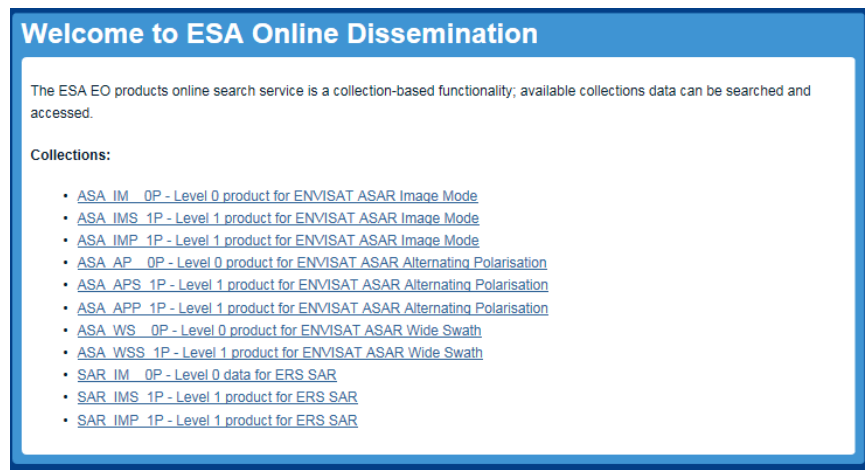 Welcome to ESA Online Dissemination
The ESA EO products online search service is a collection-based functionality; available collections data can be searched and
accessed.
Collections:
• ASA_IM__0P - Level 0 product for ENVISAT ASAR Image Mode
• ASA_IMS_1P - Level 1 product for ENVISAT ASAR Image Mode
• ASA_IMP_1P - Level 1 product for ENVISAT ASAR Image Mode
• ASA_AP__0P - Level 0 product for ENVISAT ASAR Alternating Polarisation
• ASA_APS_1P - Level 1 product for ENVISAT ASAR Alternating Polarisation
• ASA_APP_1P - Level 1 product for ENVISAT ASAR Alternating Polarisation
• ASA_WS__0P - Level 0 product for ENVISAT ASAR Wide Swath
• ASA_WSS_1P - Level 1 product for ENVISAT ASAR Wide Swath
• SAR_IM__0P - Level 0 data for ERS SAR
• SAR_IMS_1P - Level 1 product for ERS SAR
• SAR_IMP_1P - Level 1 product for ERS SAR